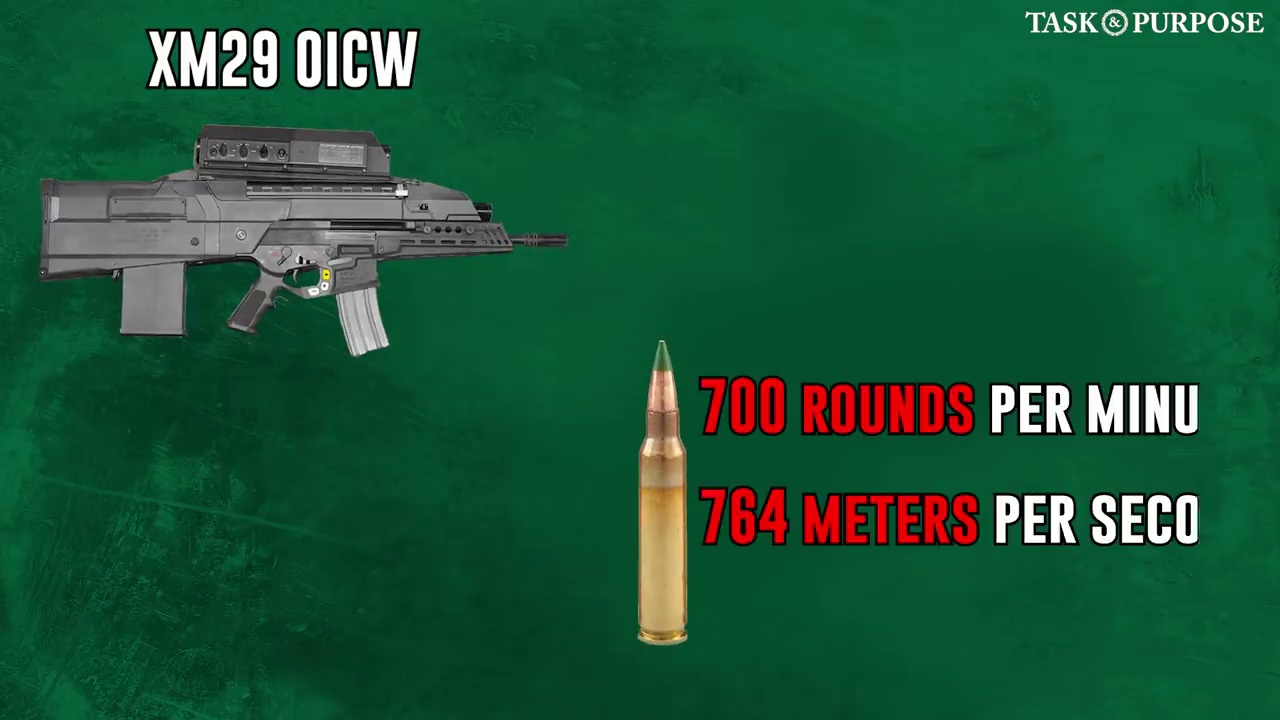 TASK & PURPOSE
XM29 OICW
700 ROUNDS PER MINU
764 METERS PER SECO